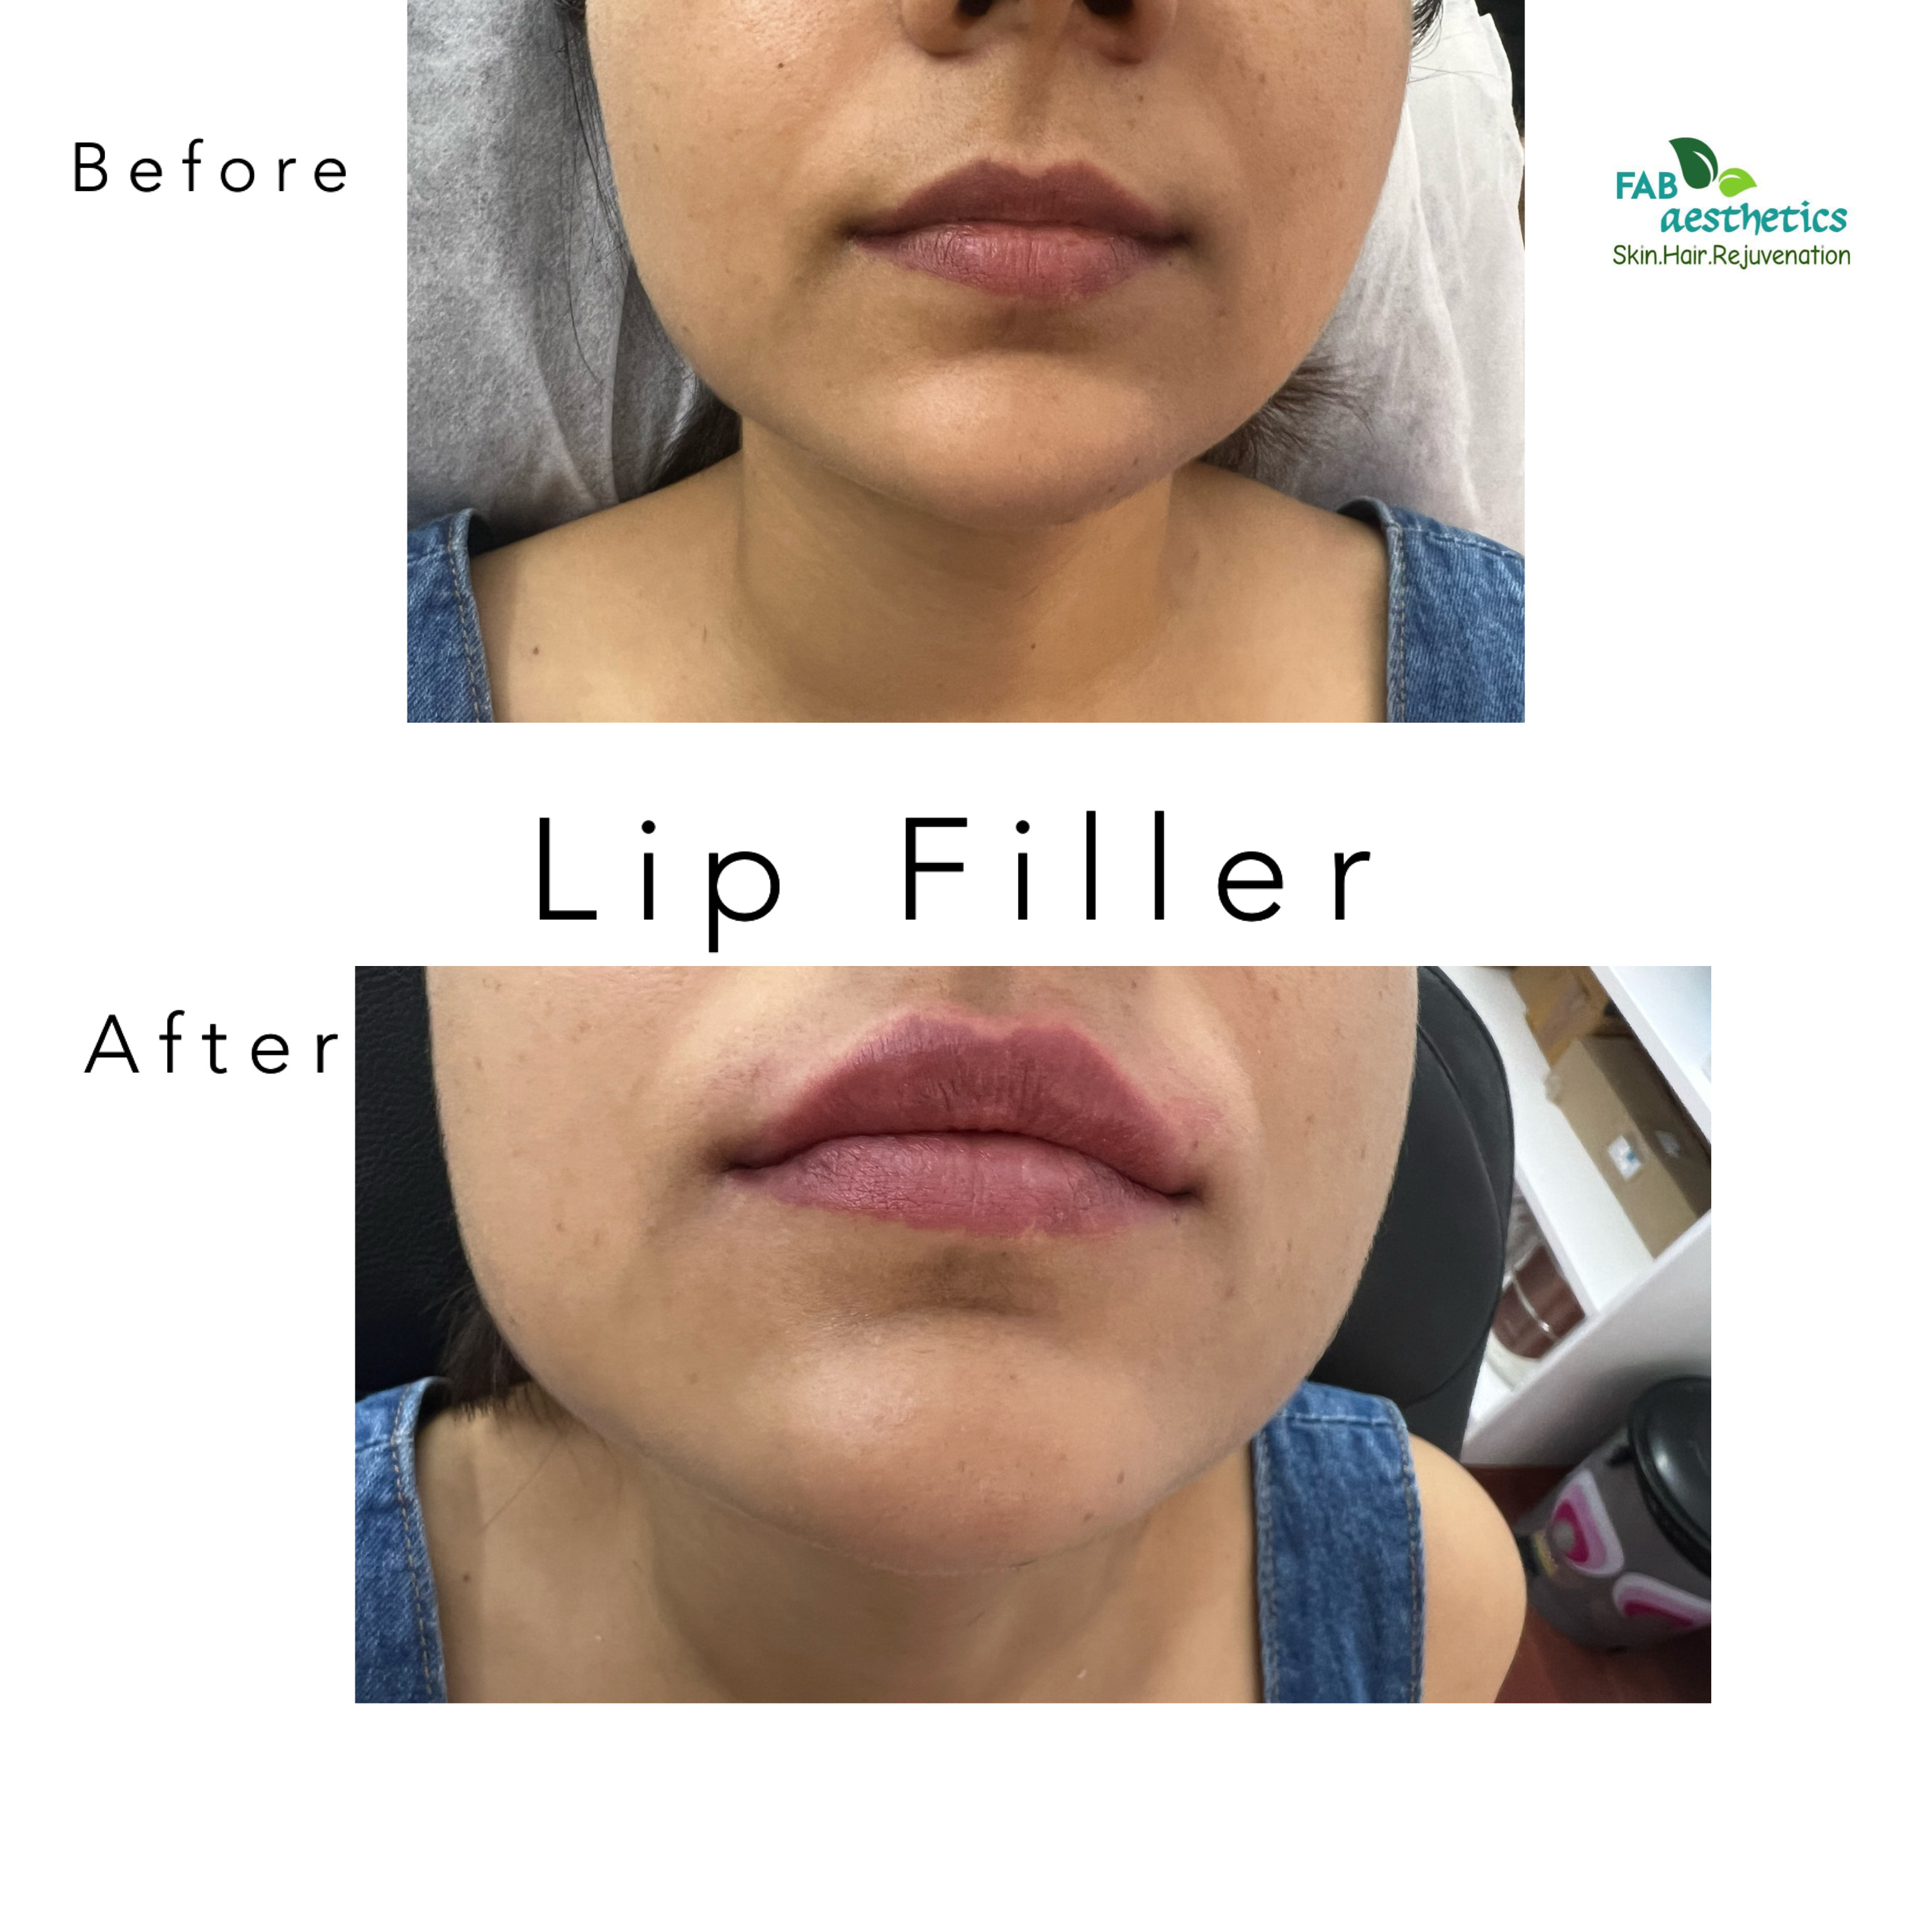 Before
FAB
aesthetics
Skin.Hair.Rejuvenation
Lip Filler
After